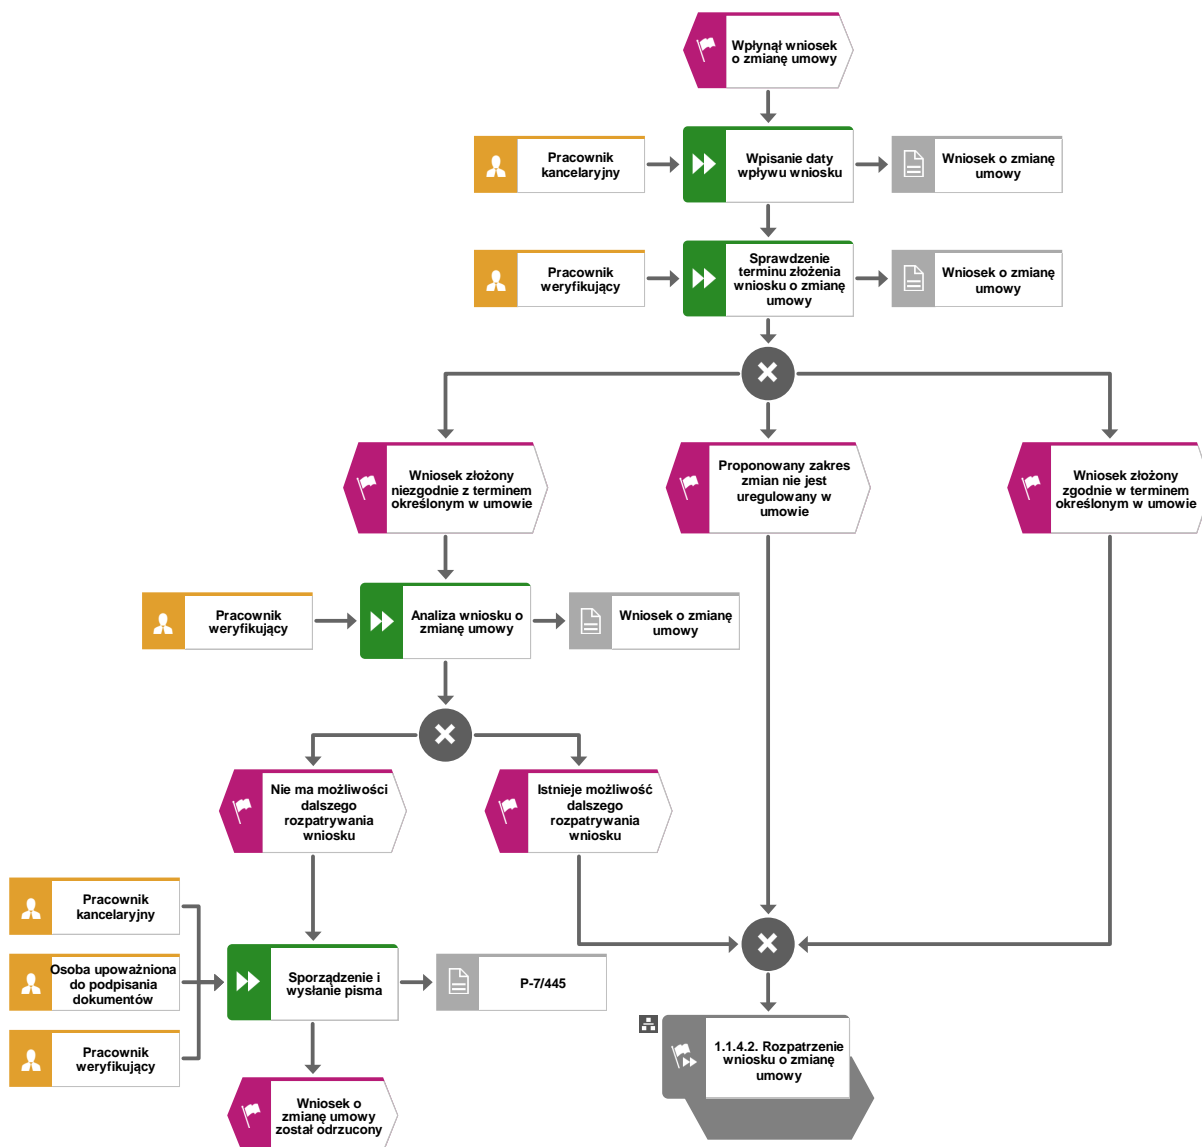 Wpłynął wniosek
o zmianę umowy
Pracownik
kancelaryjny
Wpisanie daty
wpływu wniosku
Wniosek o zmianę
umowy
Pracownik
weryfikujący
Sprawdzenie
terminu złożenia
wniosku o zmianę
umowy
Wniosek o zmianę
umowy
Wniosek złożony
niezgodnie z terminem
określonym w umowie
Proponowany zakres
zmian nie jest
uregulowany w
umowie
Wniosek złożony
zgodnie w terminem
określonym w umowie
Pracownik
weryfikujący
Analiza wniosku o
zmianę umowy
Wniosek o zmianę
umowy
Nie ma możliwości
dalszego
rozpatrywania
wniosku
Istnieje możliwość
dalszego
rozpatrywania
wniosku
Pracownik
kancelaryjny
Osoba upoważniona
do podpisania
dokumentów
Pracownik
weryfikujący
Sporządzenie i
wysłanie pisma
P-7/445
1.1.4.2. Rozpatrzenie
wniosku o zmianę
umowy
Wniosek o
zmianę umowy
został odrzucony